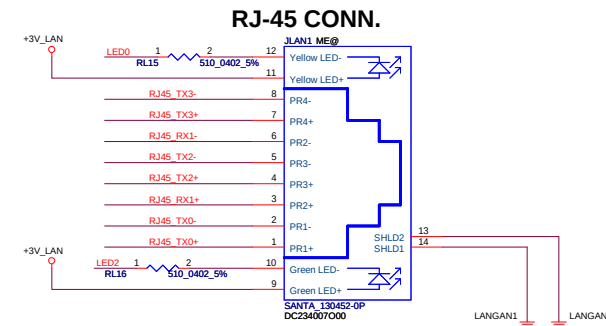 RJ-45 CONN.
+3V_LAN
JLAN1 ME@
LED0 1 2 12 Yellow LED-
RL15 510_0402_5%
11 Yellow LED+
RJ45_TX3- 8 PR4-
RJ45_TX3+ 7 PR4+
RJ45_RX1- 6 PR2-
RJ45_TX2- 5 PR3-
RJ45_TX2+ 4 PR3+
RJ45_RX1+ 3 PR2+
RJ45_TX0- 2 PR1-
RJ45_TX0+ 1 PR1+
SHLD2 13
SHLD1 14
+3V_LAN
LED2 1 2 10 Green LED-
RL16 510_0402_5%
9 Green LED+
SANTA_130452-0P
DC234007O00
LANGAN1
LANGAN